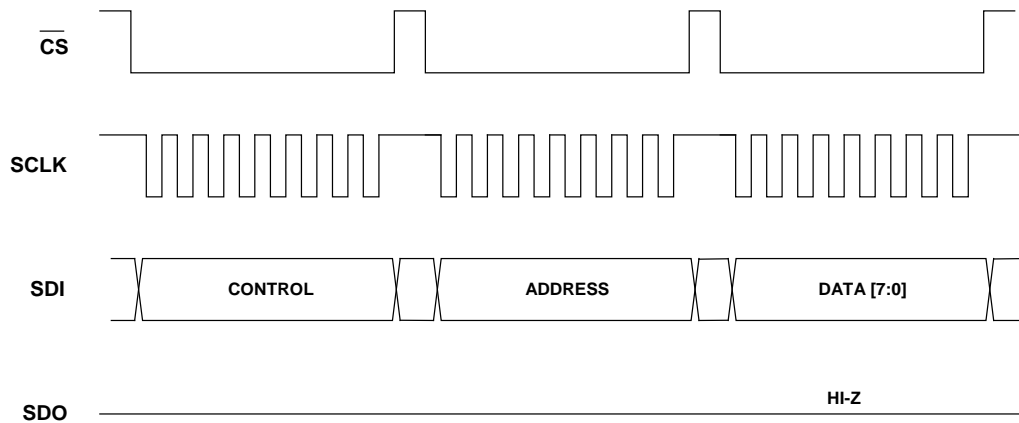 CS
SCLK
SDI
CONTROL
ADDRESS
DATA [7:0]
SDO
HI-Z